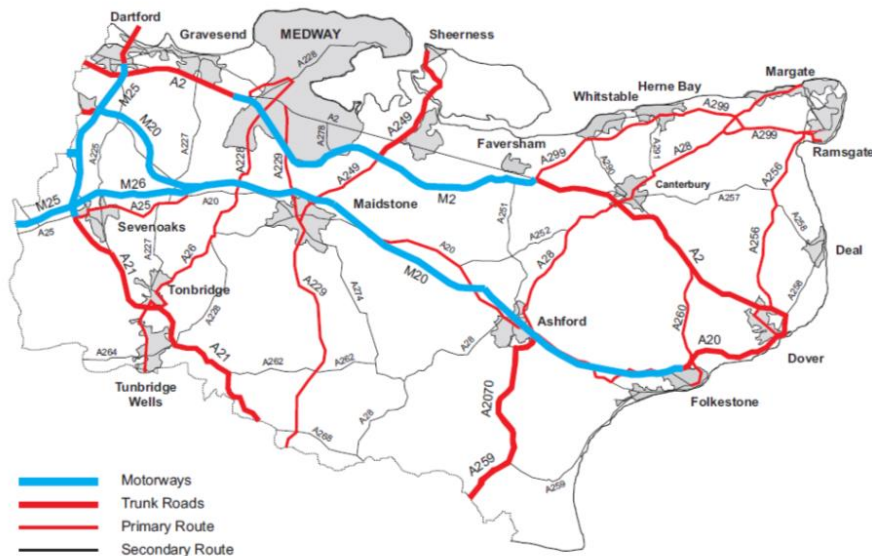 Dartford
Gravesend
MEDWAY
Sheerness
A228
Herne Bay
Margate
Whitstable
A2
M25
A299
A2
A278
A249
M20
A28
A299
Faversham
A299
Ramsgate
A225
A227
A228
A229
A290
A291
A256
A249
M25
M26
Canterbury
A25
A20
Maidstone
M2
A251
A257
A25
Sevenoaks
A252
A258
A256
A227
A26
A20
A28
A2
Deal
A21
M20
Tonbridge
A229
A274
A258
A228
A260
Ashford
A20
A264
A21
A262
A262
A28
Dover
Tunbridge
Wells
A2070
Folkestone
A28
A268
A259
A259
Motorways
Trunk Roads
Primary Route
Secondary Route